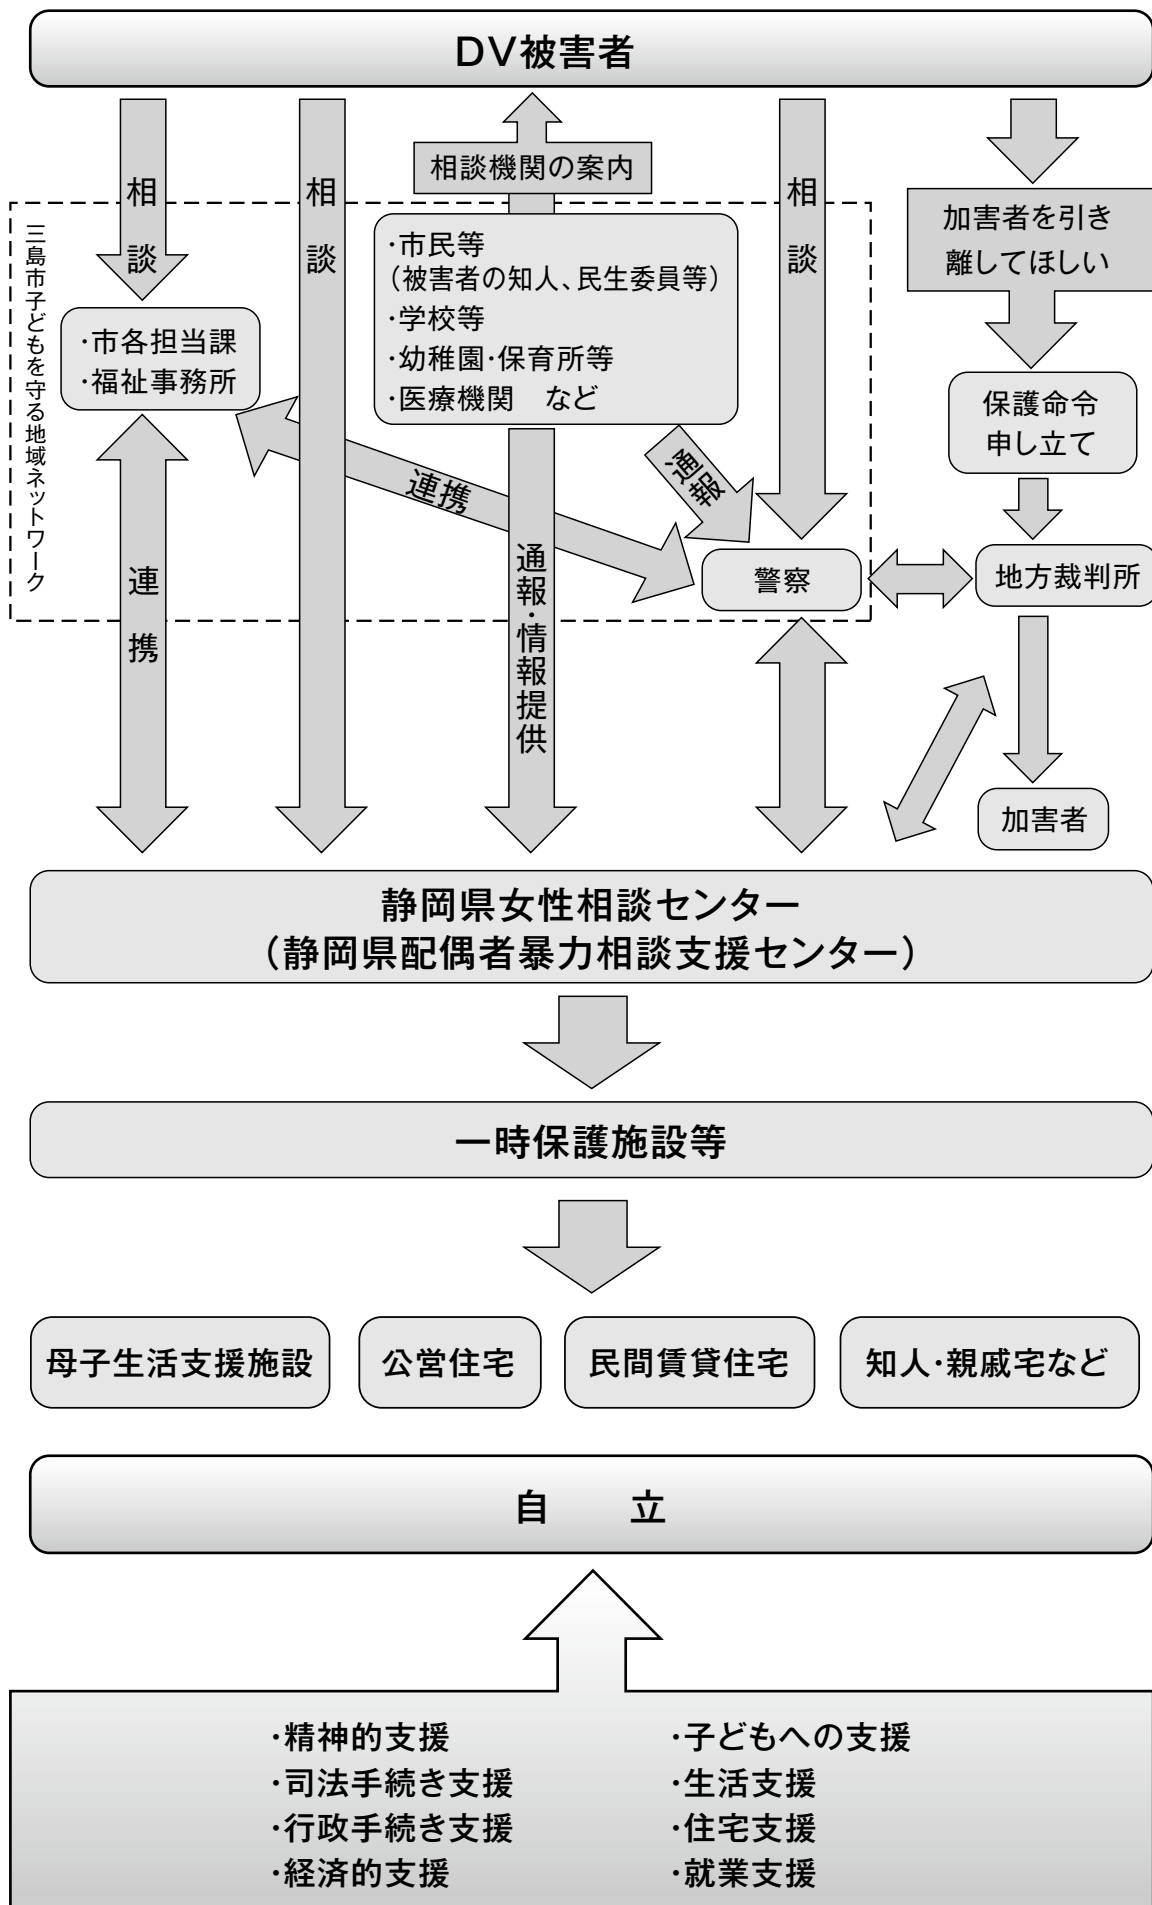 DV被害者
相談
相談
相談機関の案内
相談
加害者を引き
離してほしい
三島市子どもを守る地域ネットワーク
・市各担当課
・福祉事務所
・市民等
（被害者の知人、民生委員等）
・学校等
・幼稚園・保育所等
・医療機関　など
保護命令
申し立て
連携
通報
連携
通報・情報提供
警察
地方裁判所
加害者
静岡県女性相談センター
（静岡県配偶者暴力相談支援センター）
一時保護施設等
母子生活支援施設
公営住宅
民間賃貸住宅
知人・親戚宅など
自　立
・精神的支援
・司法手続き支援
・行政手続き支援
・経済的支援
・子どもへの支援
・生活支援
・住宅支援
・就業支援